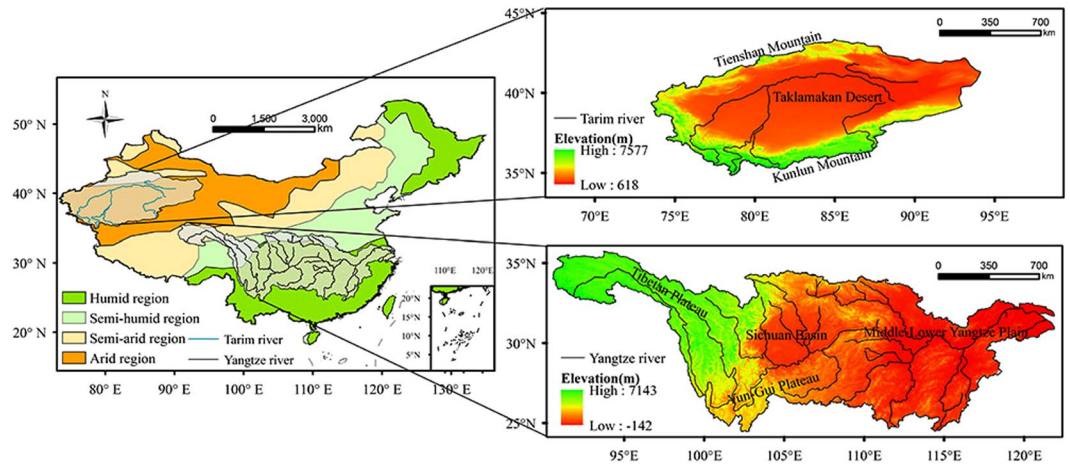 50° N
40° N
30° N
20° N
80° E
90° E
100° E
110° E
120°E
130°E
N
0 1,500 3,000
km
Humid region
Semi-humid region
Semi-arid region
Arid region
Tarim river
Yangtze river
110°E 120°E
20°N
15°N
10°N
5°N
45°N
40°N
35°N
70°E 75°E 80°E 85°E 90°E 95°E
0 350 700
km
Tienshan Mountain
Taklamakan Desert
Kunlun Mountain
Tarim river
Elevation(m)
High : 7577
Low : 618
35°N
30°N
25°N
95°E 100°E 105°E 110°E 115°E 120°E
0 350 700
km
Tibetan Plateau
Sichuan Basin
Middle-Lower Yangtze Plain
Yun-Gui Plateau
Yangtze river
Elevation(m)
High : 7143
Low : -142